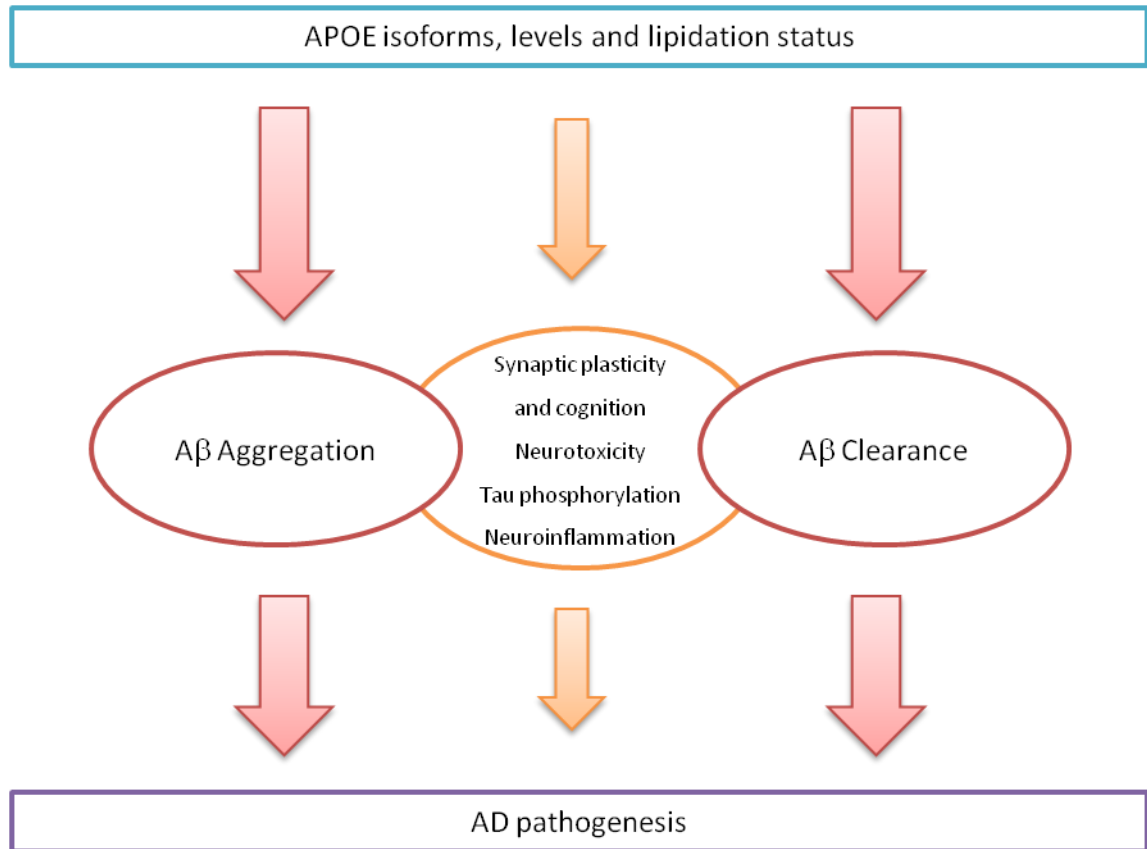 APOE isoforms, levels and lipidation status
Synaptic plasticity
and cognition
Neurotoxicity
Tau phosphorylation
Neuroinflammation
Aβ Aggregation
Aβ Clearance
AD pathogenesis